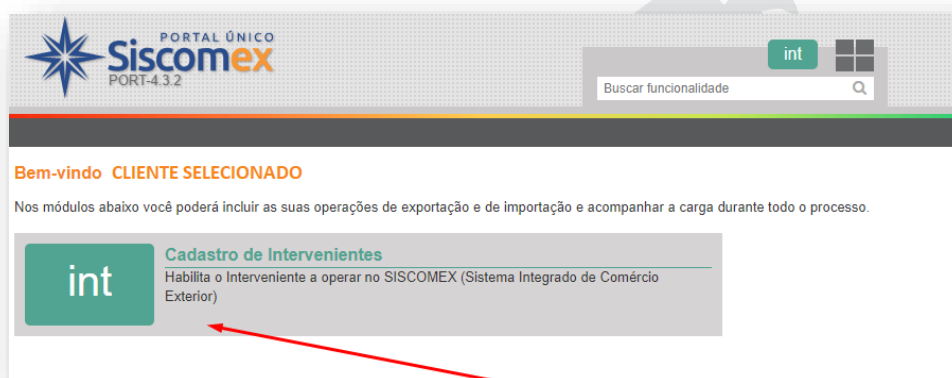 PORTAL ÚNICO
Siscomex
PORT-4.3.2
int
Buscar funcionalidade
Bem-vindo CLIENTE SELECIONADO
Nos módulos abaixo você poderá incluir as suas operações de exportação e de importação e acompanhar a carga durante todo o processo.
int
Cadastro de Intervenientes
Habilita o Interveniente a operar no SISCOMEX (Sistema Integrado de Comércio
Exterior)